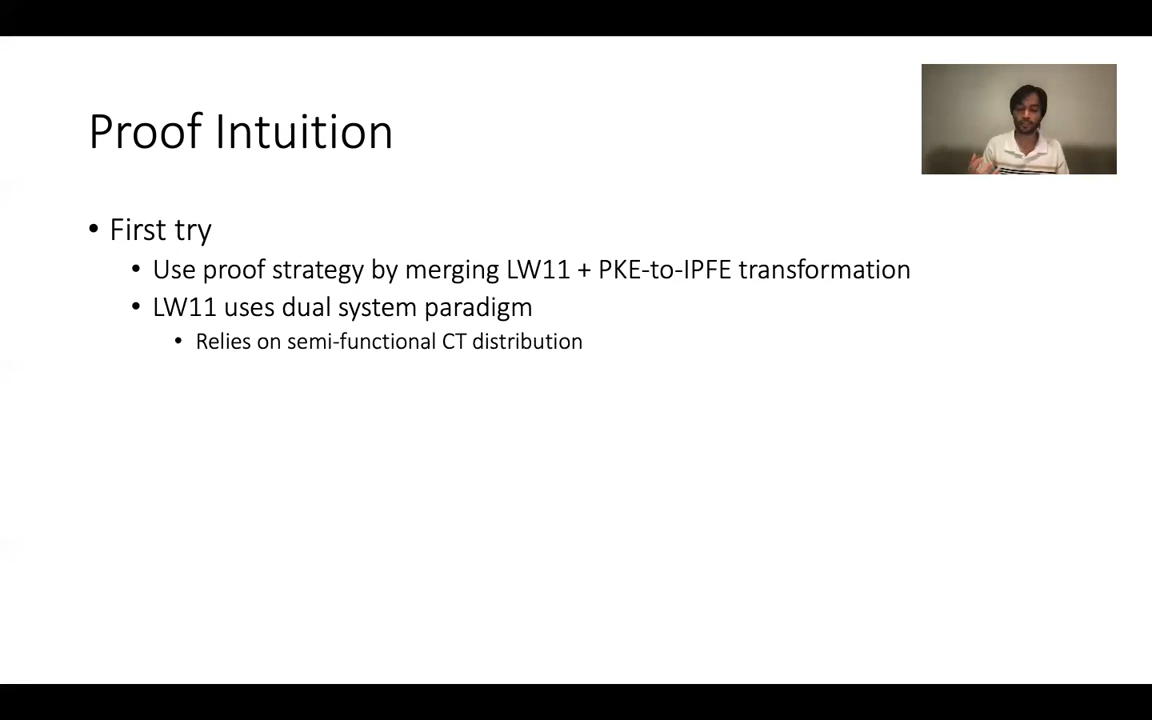 Proof Intuition
• First try
• Use proof strategy by merging LW11 + PKE-to-IPFE transformation
• LW11 uses dual system paradigm
• Relies on semi-functional CT distribution